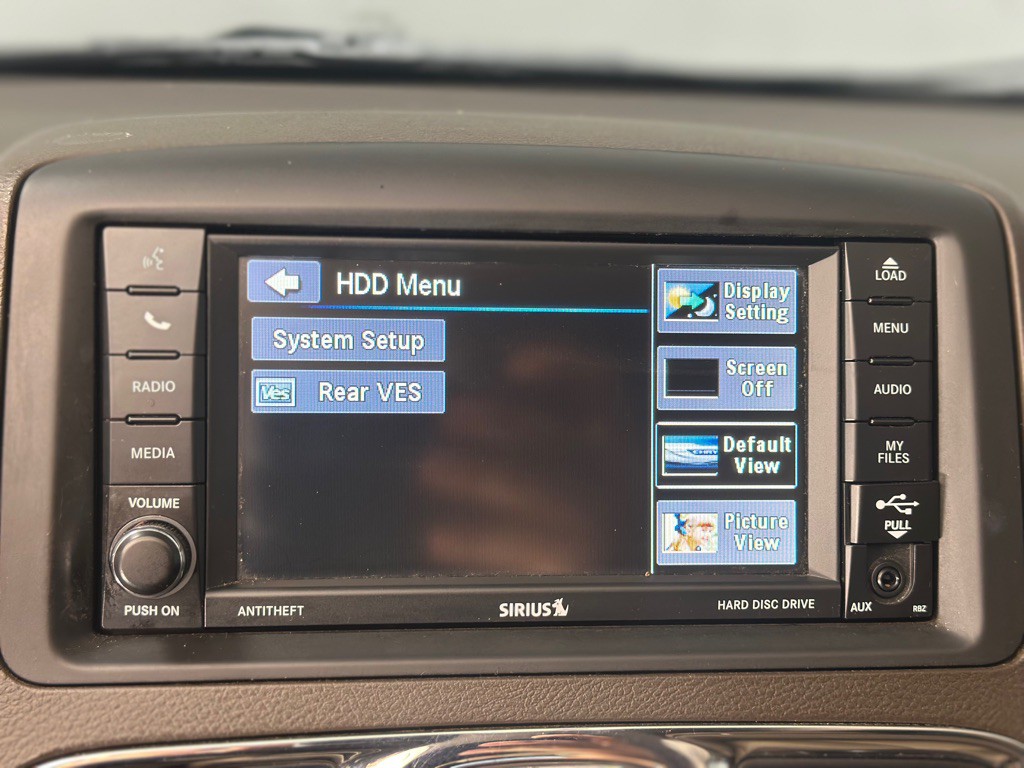 HDD Menu
System Setup
Ves
Rear VES
Display
Setting
Screen
Off
Default
View
Picture
View
RADIO
MEDIA
VOLUME
PUSH ON
ANTITHEFT
SIRIUS
HARD DISC DRIVE
LOAD
MENU
AUDIO
MY
FILES
PULL
AUX
RBZ